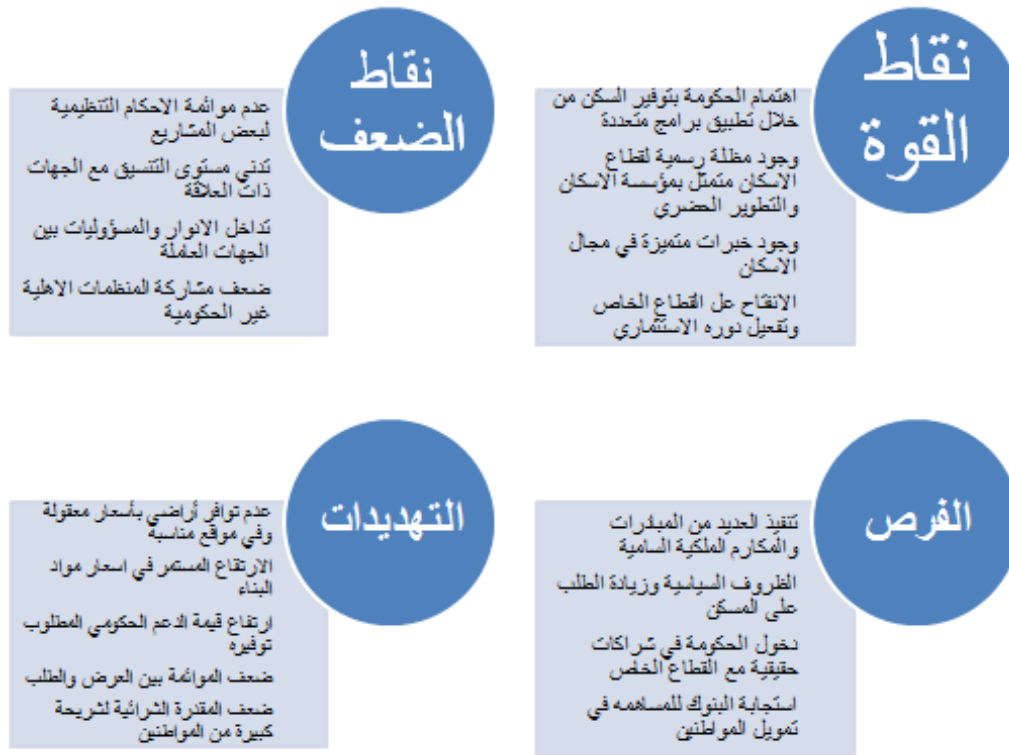 نقاط
القوة
اهتمام الحكومة بتوفير السكن من
خلال تطبيق برامج متعددة
وجود مظلة رسمية لقطاع
الاسكان متمثل بمؤسسة الاسكان
والتطوير الحضري
وجود خبرات متميزة في مجال
الاسكان
الانفتاح عل القطاع الخاص
وتفعيل دوره الاستثماري
نقاط
الضعف
عدم موائمة الاحكام التنظيمية
لبعض المشاريع
تدني مستوى التنسيق مع الجهات
ذات العلاقة
تداخل الادوار والمسؤوليات بين
الجهات العاملة
ضعف مشاركة المنظمات الاهلية
غير الحكومية
الفرص
تنفيذ العديد من المبادرات
والمكارم الملكية السامية
الظروف السياسية وزيادة الطلب
على المسكن
دخول الحكومة في شراكات
حقيقية مع القطاع الخاص
استجابة البنوك للمساهمه في
تمويل المواطنين
التهديدات
عدم توافر أراضي بأسعار معقولة
وفي مواقع مناسبة
الارتفاع المستمر في اسعار مواد
البناء
ارتفاع قيمة الدعم الحكومي المطلوب
توفيره
ضعف الموائمة بين العرض والطلب
ضعف المقدرة الشرائية لشريحة
كبيرة من المواطنين